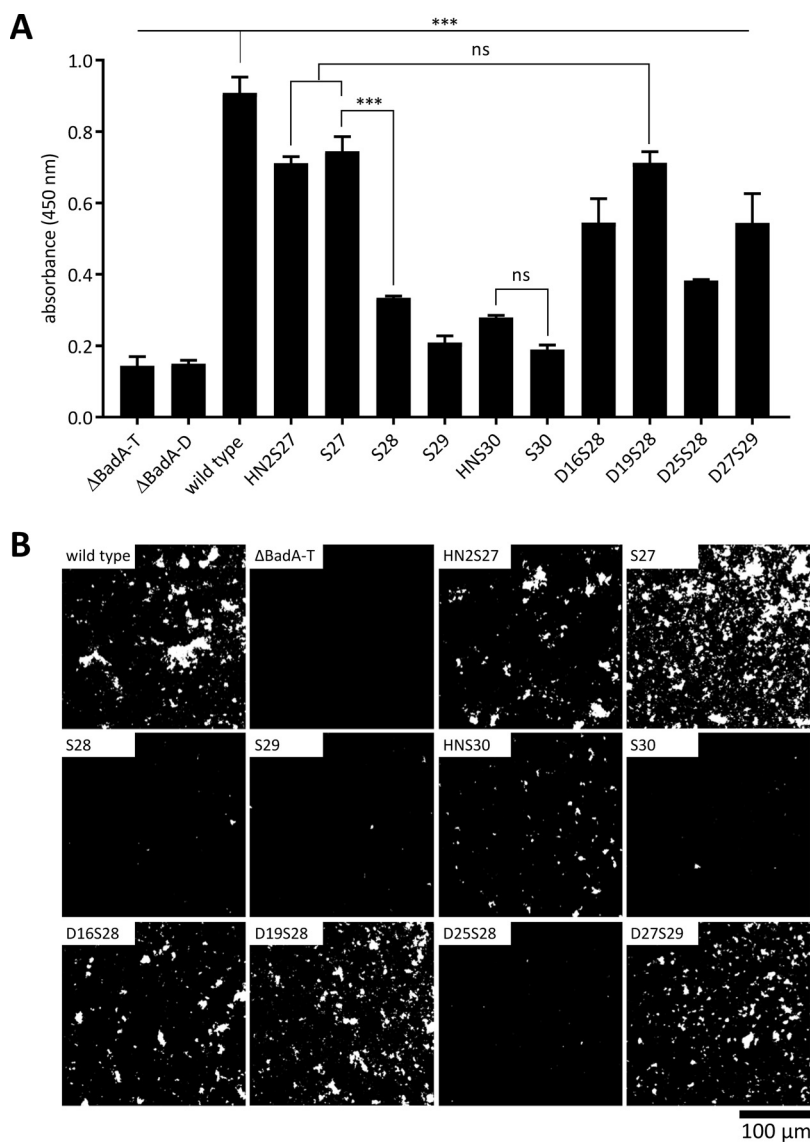 A
***
ns
***
ns
absorbance (450 nm)
1.0
0.8
0.6
0.4
0.2
0.0
ΔBadA-T
ΔBadA-D
wild type
HN2S27
S27
S28
S29
HNS30
S30
D16S28
D19S28
D25S28
D27S29
B
wild type
ΔBadA-T
HN2S27
S27
S28
S29
HNS30
S30
D16S28
D19S28
D25S28
D27S29
100 µm